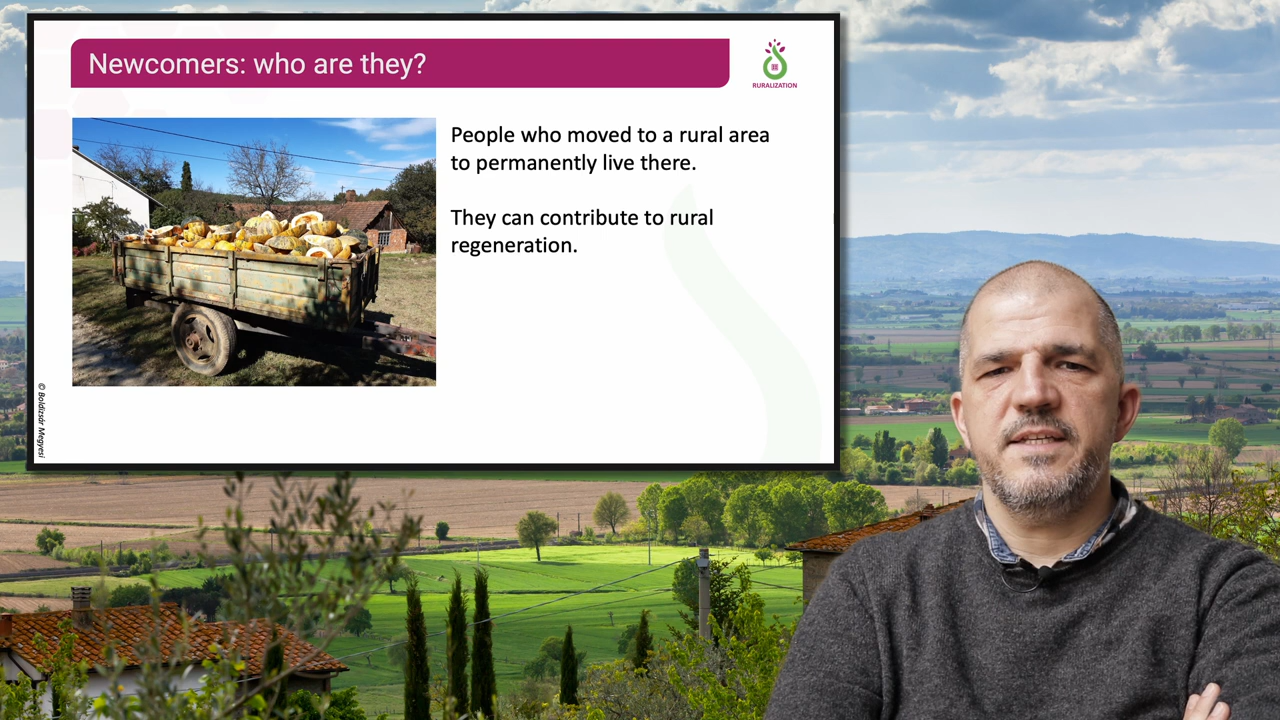 Newcomers: who are they?
RURALIZATION
People who moved to a rural area
to permanently live there.
They can contribute to rural
regeneration.
© Boldizsár Megyesi